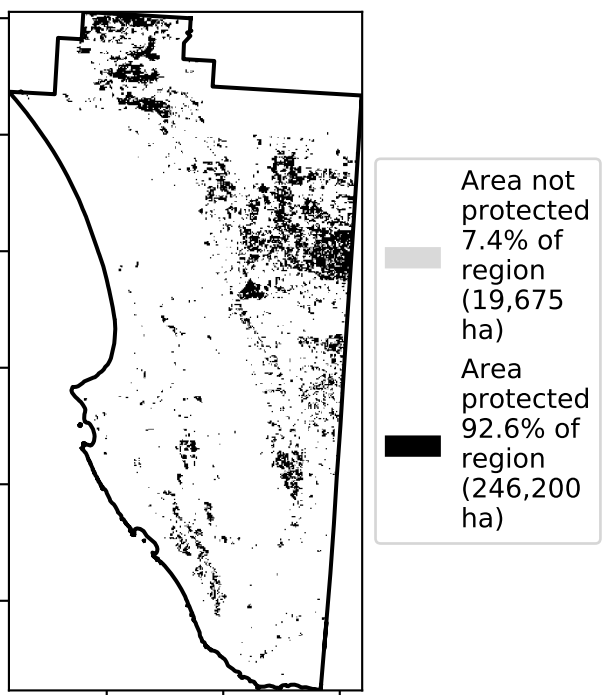 Area not
protected
7.4% of
region
(19,675
ha)
Area
protected
92.6% of
region
(246,200
ha)